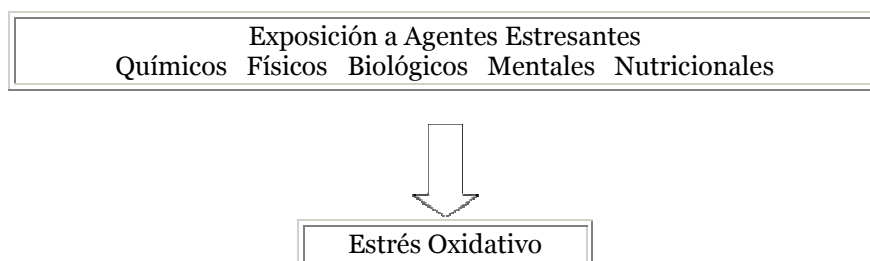 Exposición a Agentes Estresantes
Químicos Físicos Biológicos Mentales Nutricionales
Estrés Oxidativo